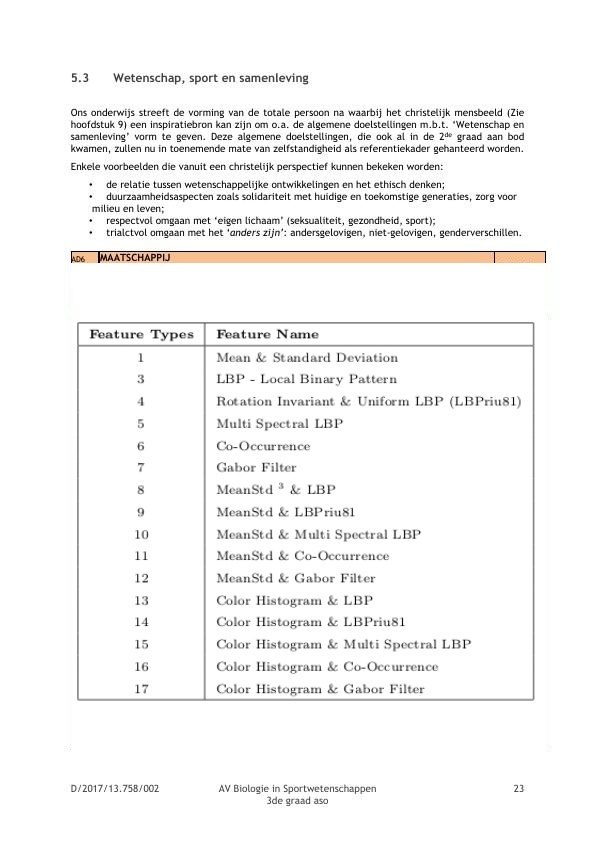 5.3 Wetenschap, sport en samenleving
Ons onderwijs streeft de vorming van de totale persoon na waarbij het christelijk mensbeeld (Zie
hoofdstuk 9) een inspiratiebron kan zijn om o.a. de algemene doelstellingen m.b.t. ‘Wetenschap en
samenleving’ vorm te geven. Deze algemene doelstellingen, die ook al in de 2de graad aan bod
kwamen, zullen nu in toenemende mate van zelfstandigheid als referentiekader gehanteerd worden.
Enkele voorbeelden die vanuit een christelijk perspectief kunnen bekeken worden:
• de relatie tussen wetenschappelijke ontwikkelingen en het ethisch denken;
• duurzaamheidsaspecten zoals solidariteit met huidige en toekomstige generaties, zorg voor
milieu en leven;
• respectvol omgaan met ‘eigen lichaam’ (seksualiteit, gezondheid, sport);
• trialctvol omgaan met het ‘anders zijn’: andersgelovigen, niet-gelovigen, genderverschillen.
AD6 MAATSCHAPPIJ
Feature Types Feature Name
1 Mean & Standard Deviation
3 LBP - Local Binary Pattern
4 Rotation Invariant & Uniform LBP (LBPriu81)
5 Multi Spectral LBP
6 Co-Occurrence
7 Gabor Filter
8 MeanStd 3 & LBP
9 MeanStd & LBPriu81
10 MeanStd & Multi Spectral LBP
11 MeanStd & Co-Occurrence
12 MeanStd & Gabor Filter
13 Color Histogram & LBP
14 Color Histogram & LBPriu81
15 Color Histogram & Multi Spectral LBP
16 Color Histogram & Co-Occurrence
17 Color Histogram & Gabor Filter
D/2017/13.758/002 AV Biologie in Sportwetenschappen 23
3de graad aso